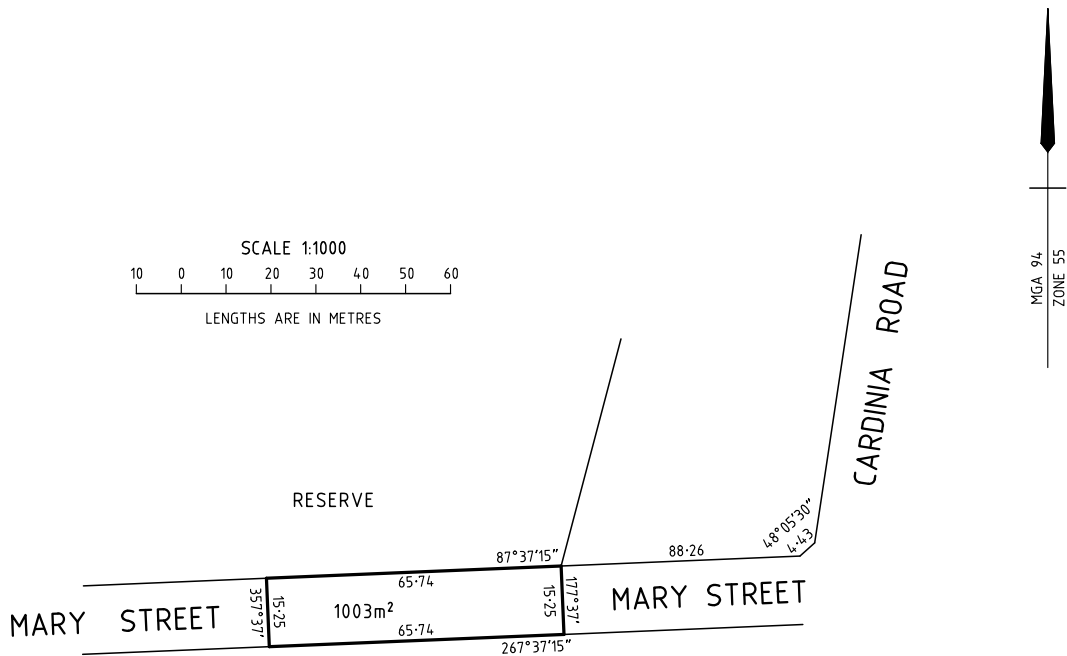 MGA 94
ZONE 55
SCALE 1:1000
10 0 10 20 30 40 50 60
LENGTHS ARE IN METRES
CARDINIA ROAD
RESERVE
48°05'30"
4·43
87°37'15"
88·26
65·74
357°37'
15·25
1003m²
15·25
177°37'
MARY STREET
MARY STREET
65·74
267°37'15"